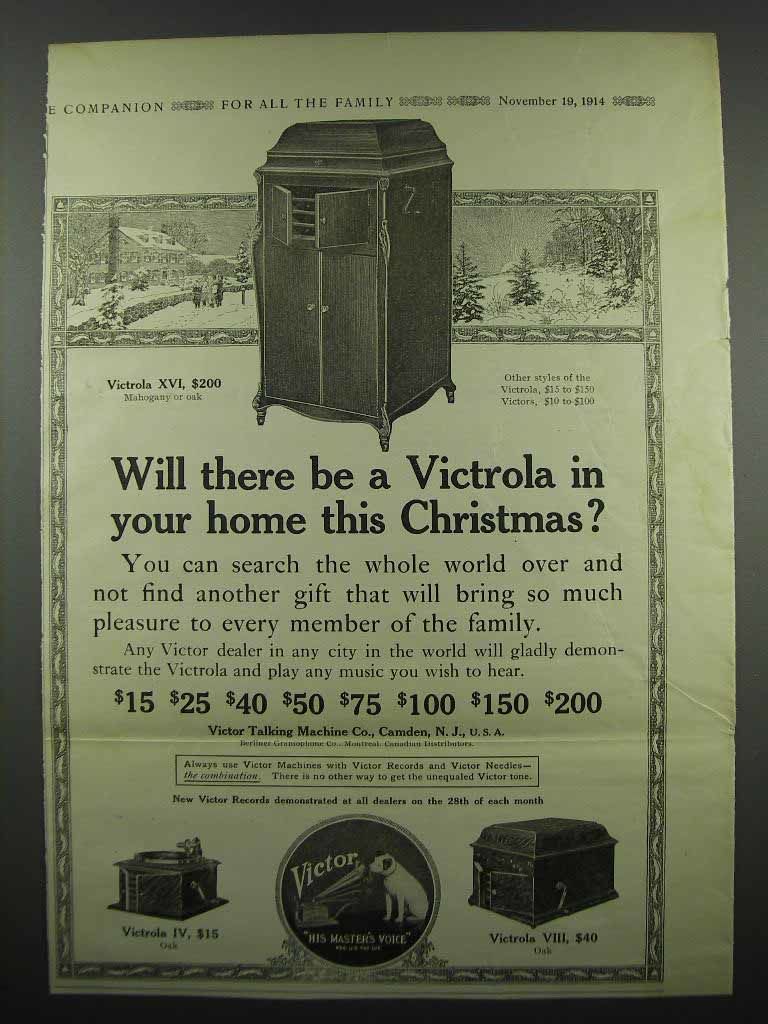 E COMPANION FOR ALL THE FAMILY November 19, 1914
Victrola XVI, $200
Mahogany or oak
Other styles of the
Victrola, $15 to $150
Victors, $10 to $100
Will there be a Victrola in
your home this Christmas?
You can search the whole world over and
not find another gift that will bring so much
pleasure to every member of the family.
Any Victor dealer in any city in the world will gladly demon-
strate the Victrola and play any music you wish to hear.
$15 $25 $40 $50 $75 $100 $150 $200
Victor Talking Machine Co., Camden, N. J., U. S. A.
Berliner Gramophone Co., Montreal, Canadian Distributors.
Always use Victor Machines with Victor Records and Victor Needles—
the combination. There is no other way to get the unequaled Victor tone.
New Victor Records demonstrated at all dealers on the 28th of each month
Victor
"HIS MASTER'S VOICE"
REG. U.S. PAT. OFF.
Victrola IV, $15
Oak
Victrola VIII, $40
Oak